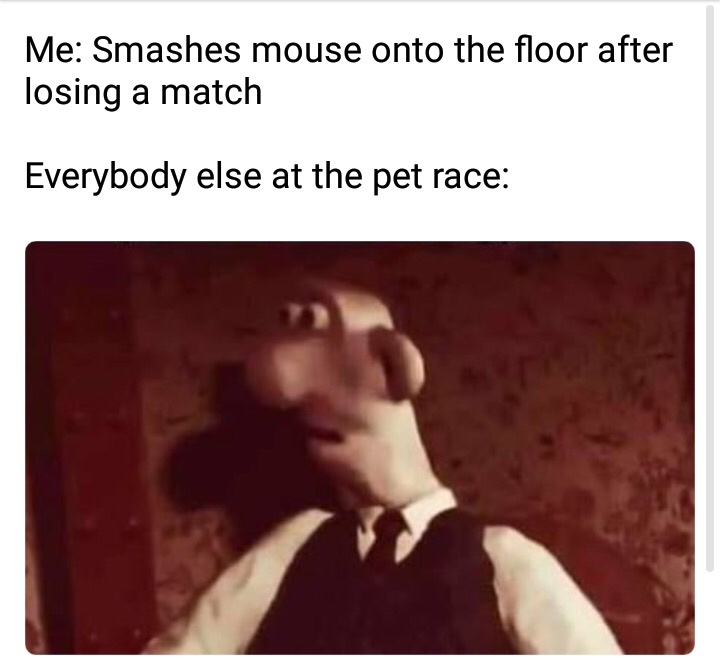 Me: Smashes mouse onto the floor after
losing a match
Everybody else at the pet race: